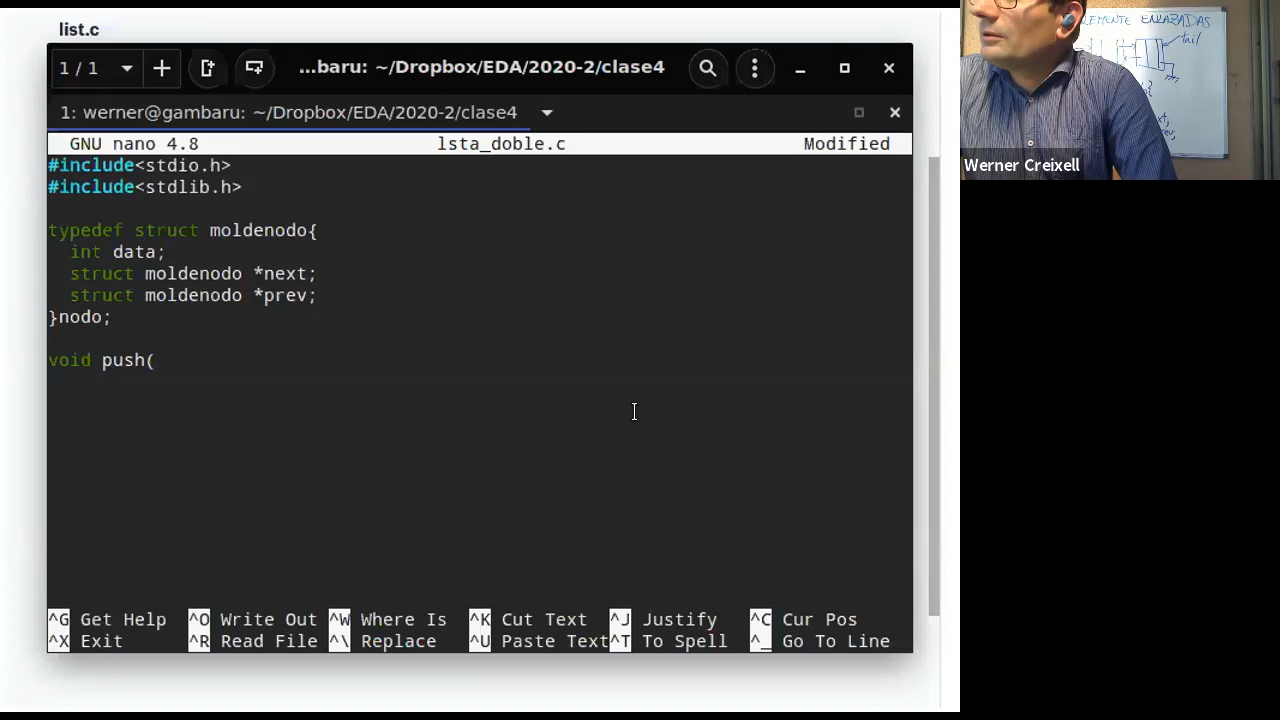 list.c
1 / 1
...baru: ~/Dropbox/EDA/2020-2/clase4
1: werner@gambaru: ~/Dropbox/EDA/2020-2/clase4
GNU nano 4.8 lsta_doble.c Modified
#include<stdio.h>
#include<stdlib.h>
typedef struct moldenodo{
int data;
struct moldenodo *next;
struct moldenodo *prev;
}nodo;
void push(
^G Get Help ^O Write Out ^W Where Is ^K Cut Text ^J Justify ^C Cur Pos
^X Exit ^R Read File ^\ Replace ^U Paste Text ^T To Spell ^_ Go To Line
ENLAZADAS
tail
Werner Creixell